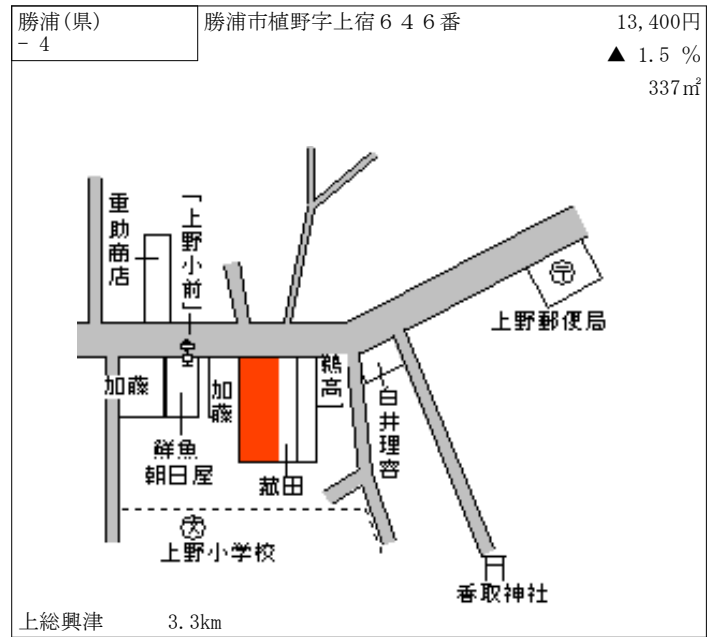 勝浦(県)
- 4
勝浦市植野字上宿６４６番
13,400円
▲ 1.5 %
337㎡
重助商店
「上野小前」
上野郵便局
加藤
鮮魚
朝日屋
加藤
鵜高
白井理容
菰田
上野小学校
香取神社
上総興津 3.3km